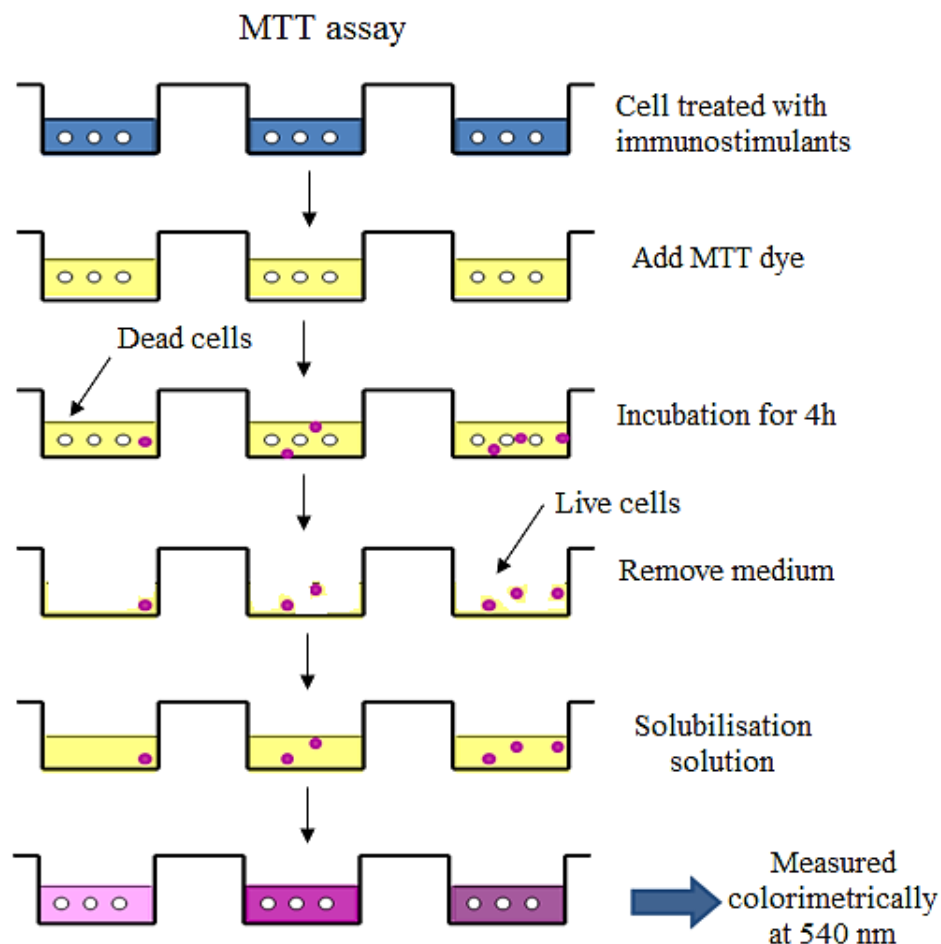 MTT assay
Cell treated with
immunostimulants
Add MTT dye
Dead cells
Incubation for 4h
Live cells
Remove medium
Solubilisation
solution
Measured
colorimetrically
at 540 nm